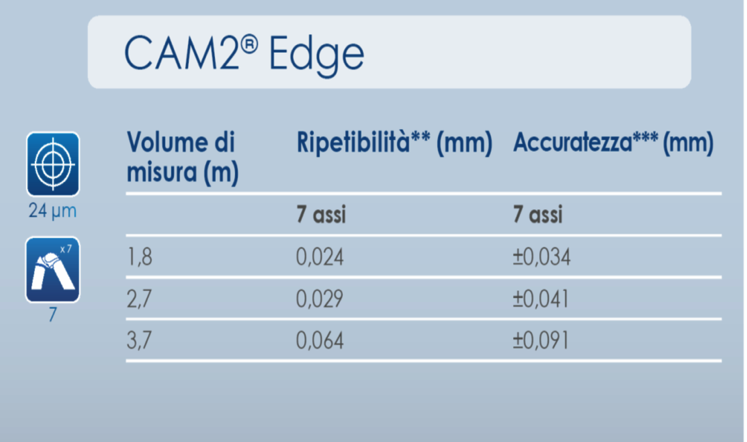 CAM2® Edge
Volume di misura (m) Ripetibilità** (mm) Accuratezza*** (mm)
7 assi 7 assi
1,8 0,024 ±0,034
2,7 0,029 ±0,041
3,7 0,064 ±0,091
24 µm
x 7
7